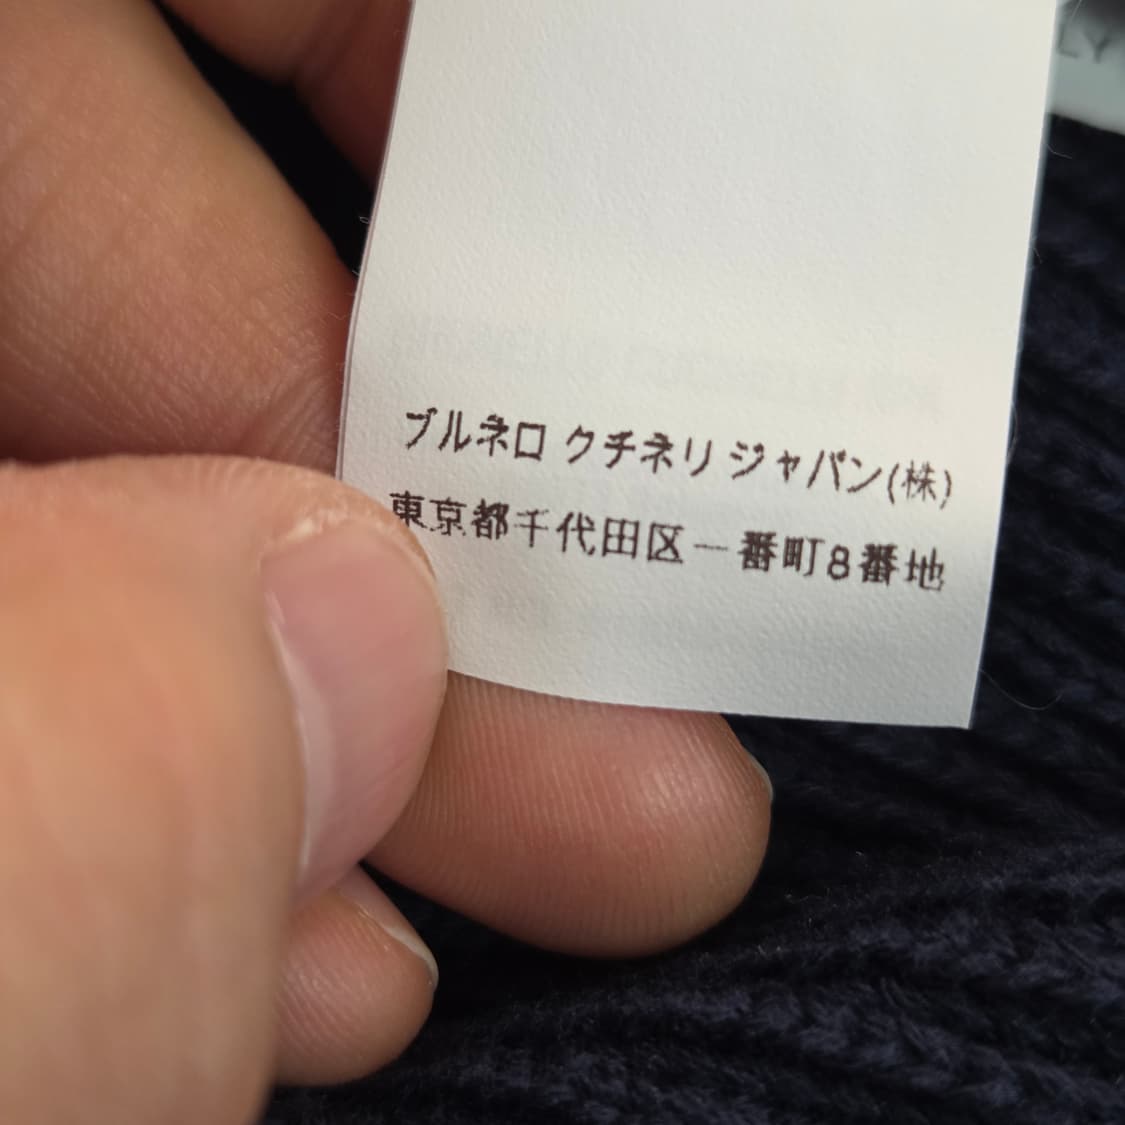 LY
ブルネロ クチネリ ジャパン(株)
東京都千代田区一番町8番地